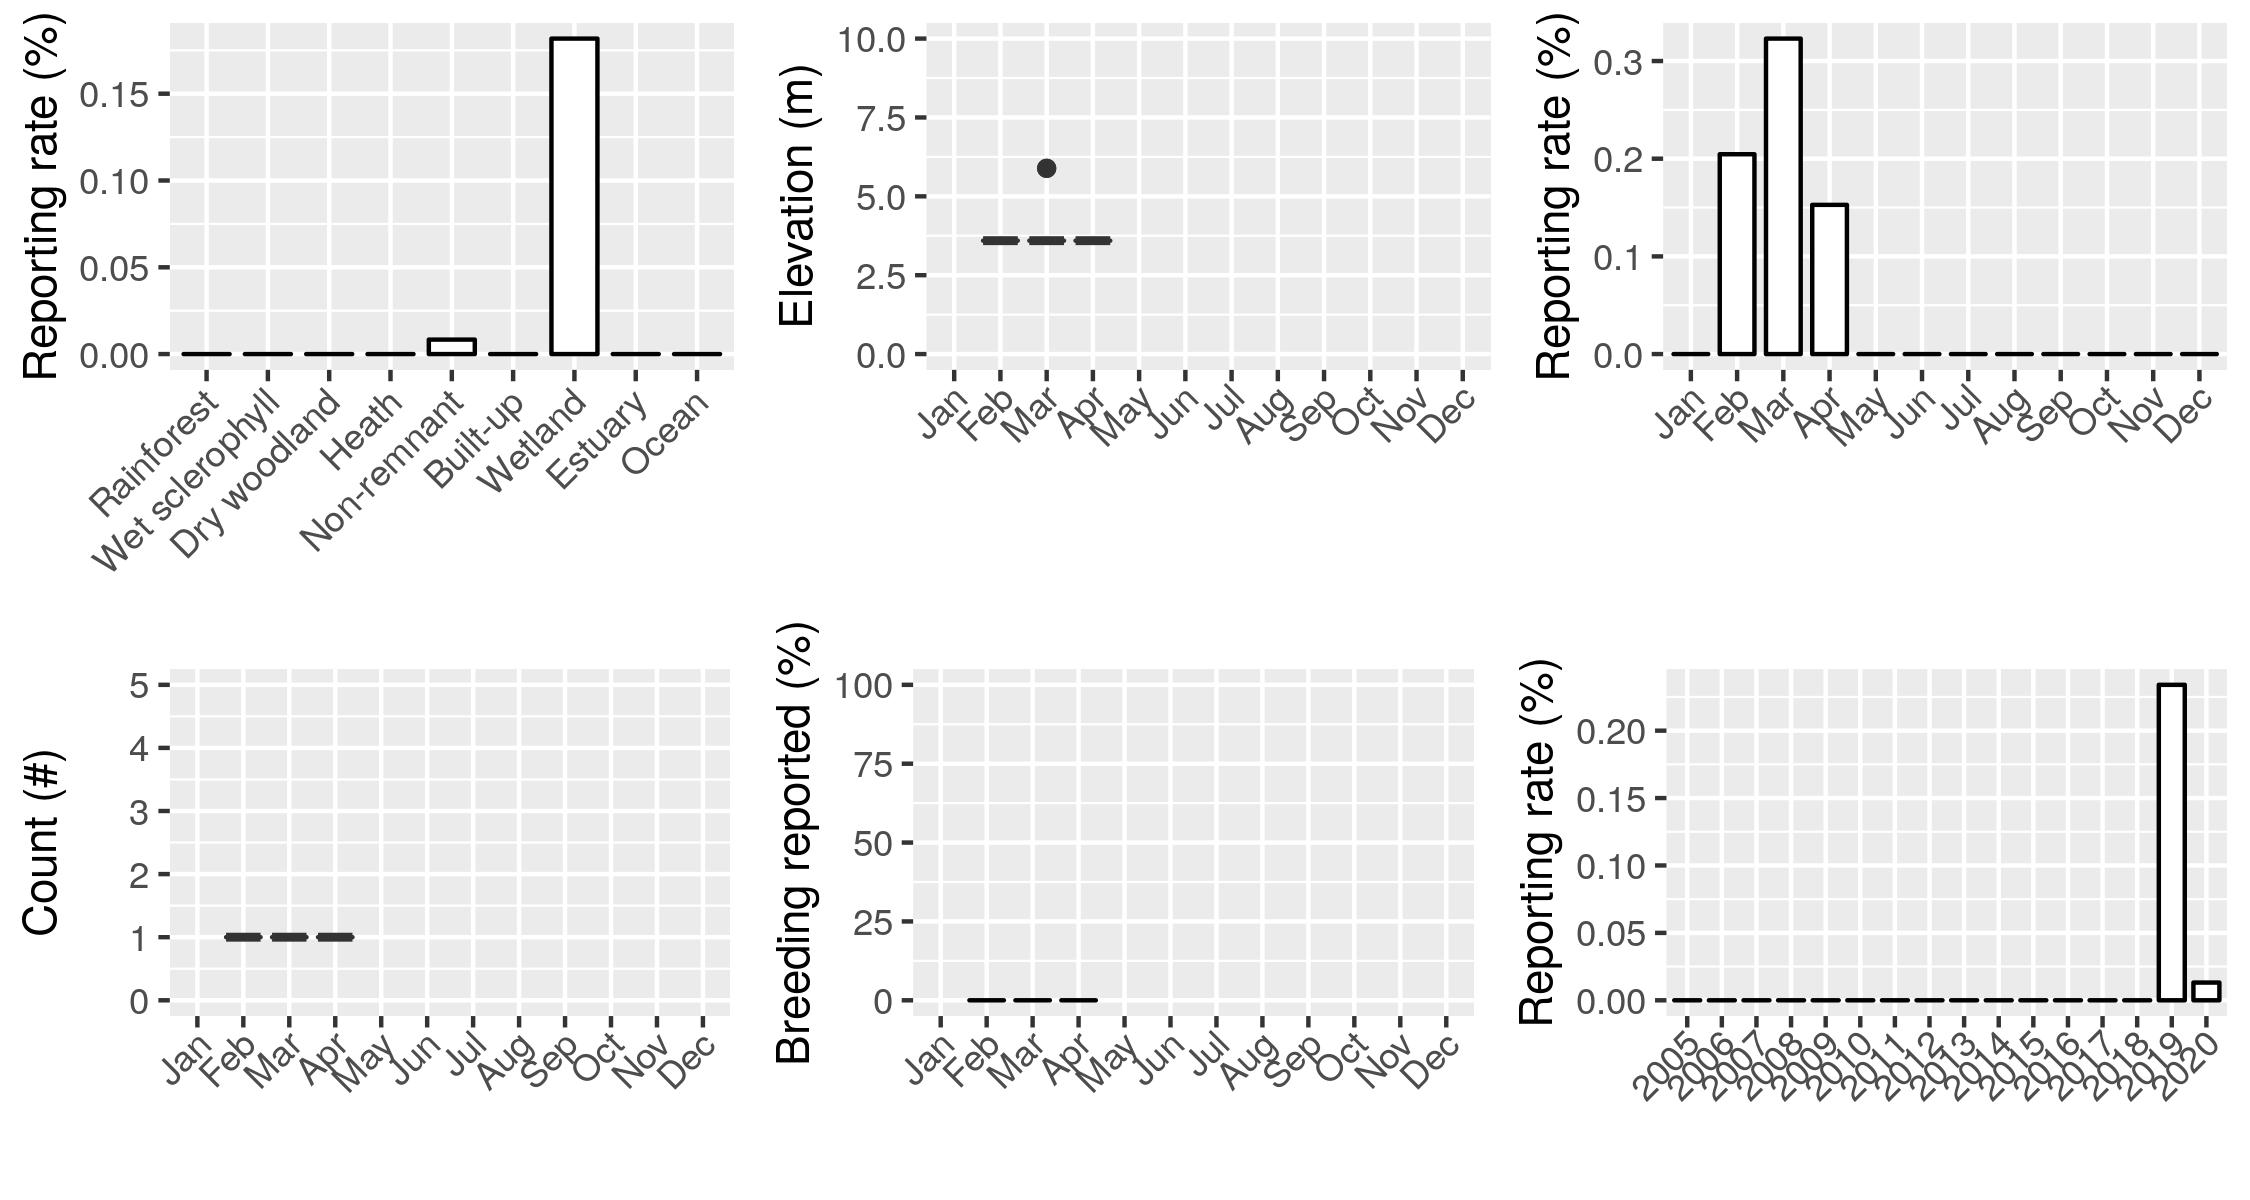 Reporting rate (%)
0.15
0.10
0.05
0.00
Rainforest
Wet sclerophyll
Dry woodland
Heath
Non-remnant
Built-up
Wetland
Estuary
Ocean
Elevation (m)
10.0
7.5
5.0
2.5
0.0
Jan
Feb
Mar
Apr
May
Jun
Jul
Aug
Sep
Oct
Nov
Dec
Reporting rate (%)
0.3
0.2
0.1
0.0
Jan
Feb
Mar
Apr
May
Jun
Jul
Aug
Sep
Oct
Nov
Dec
Count (#)
5
4
3
2
1
0
Jan
Feb
Mar
Apr
May
Jun
Jul
Aug
Sep
Oct
Nov
Dec
Breeding reported (%)
100
75
50
25
0
Jan
Feb
Mar
Apr
May
Jun
Jul
Aug
Sep
Oct
Nov
Dec
Reporting rate (%)
0.20
0.15
0.10
0.05
0.00
2005
2006
2007
2008
2009
2010
2011
2012
2013
2014
2015
2016
2017
2018
2019
2020